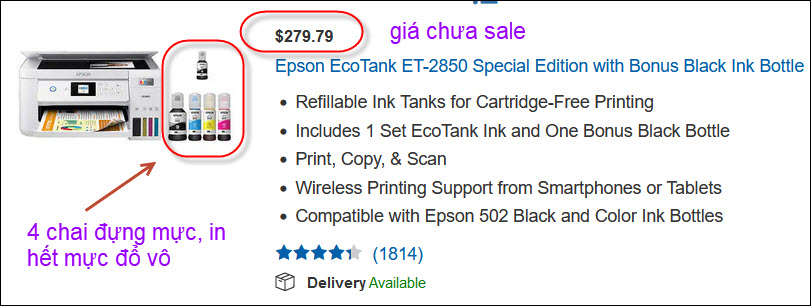 $279.79
giá chưa sale
EPSON
Epson EcoTank ET-2850 Special Edition with Bonus Black Ink Bottle
Refillable Ink Tanks for Cartridge-Free Printing
Includes 1 Set EcoTank Ink and One Bonus Black Bottle
Print, Copy, & Scan
Wireless Printing Support from Smartphones or Tablets
Compatible with Epson 502 Black and Color Ink Bottles
4 chai đựng mực, in
hết mực đổ vô
(1814)
Delivery Available